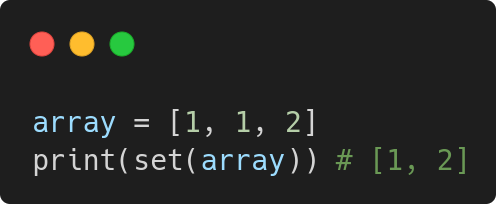 array = [1, 1, 2]
print(set(array)) # [1, 2]